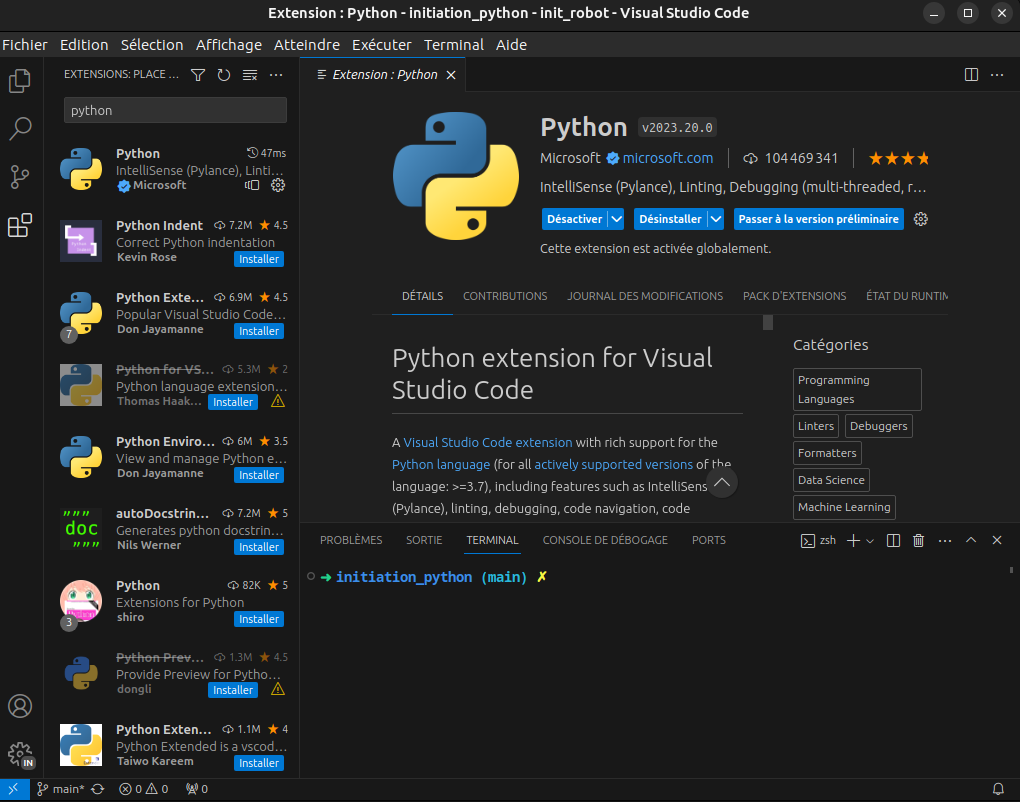 Extension : Python - initiation_python - init_robot - Visual Studio Code
Fichier Edition Sélection Affichage Atteindre Exécuter Terminal Aide
EXTENSIONS: PLACE ...
python
Python 47ms
IntelliSense (Pylance), Linti...
Microsoft
Python Indent 7.2M 4.5
Correct Python indentation
Kevin Rose Installer
Python Exte... 6.9M 4.5
Popular Visual Studio Code...
Don Jayamanne Installer
7
Python for VS... 5.3M 2
Python language extension...
Thomas Haak... Installer
Python Enviro... 6M 3.5
View and manage Python e...
Don Jayamanne Installer
autoDocstrin... 7.2M 5
Generates python docstrin...
Nils Werner Installer
"""
doc
"""
Python 82K 5
Extensions for Python
shiro Installer
3
Python Prev... 1.3M 4.5
Provide Preview for Pytho...
dongli Installer
Python Exten... 1.1M 4
Python Extended is a vscod...
Taiwo Kareem Installer
IN
Extension : Python
Python v2023.20.0
Microsoft microsoft.com 104 469 341
IntelliSense (Pylance), Linting, Debugging (multi-threaded, r...
Désactiver Désinstaller Passer à la version préliminaire
Cette extension est activée globalement.
DÉTAILS CONTRIBUTIONS JOURNAL DES MODIFICATIONS PACK D'EXTENSIONS ÉTAT DU RUNTIM
Python extension for Visual
Studio Code
A Visual Studio Code extension with rich support for the
Python language (for all actively supported versions of the
language: >=3.7), including features such as IntelliSens
(Pylance), linting, debugging, code navigation, code
Catégories
Programming
Languages
Linters Debuggers
Formatters
Data Science
Machine Learning
PROBLÈMES SORTIE TERMINAL CONSOLE DE DÉBOGAGE PORTS zsh
➜ initiation_python (main) ✗
main* 0 0 0